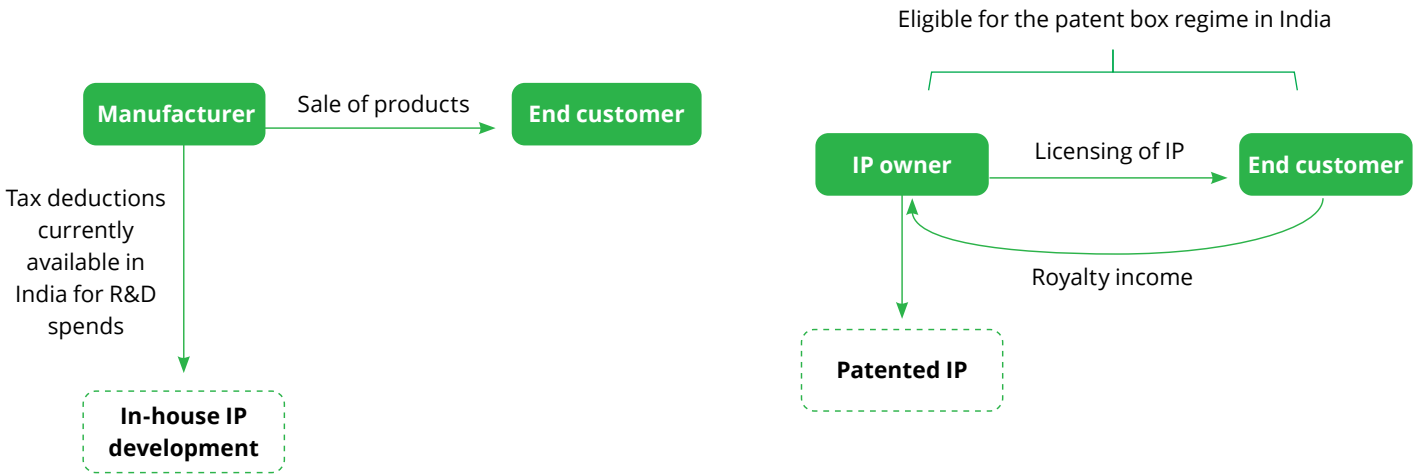 Manufacturer
Sale of products
End customer
Tax deductions
currently
available in
India for R&D
spends
In-house IP
development
Eligible for the patent box regime in India
IP owner
Licensing of IP
End customer
Royalty income
Patented IP